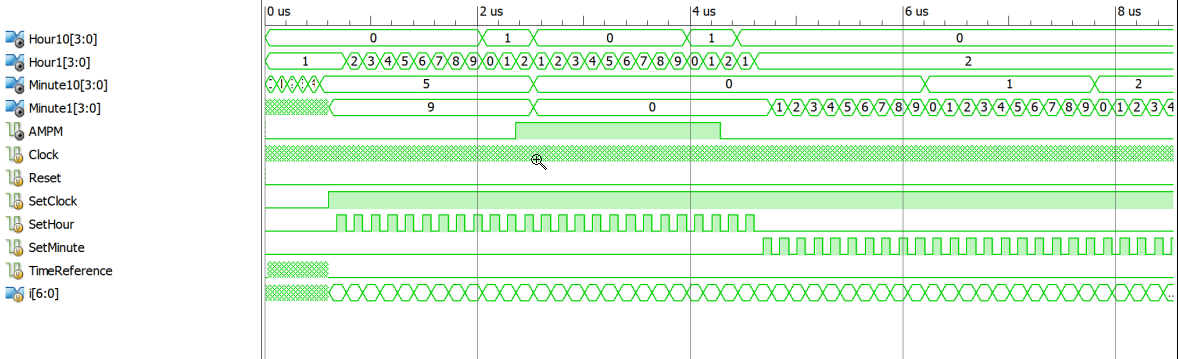 0 us 2 us 4 us 6 us 8 us
Hour10[3:0] 0 1 0 1 0
Hour1[3:0] 1 2 3 4 5 6 7 8 9 0 1 2 1 2 3 4 5 6 7 8 9 0 1 2 1 2
Minute10[3:0] 5 0 1 2
Minute1[3:0] 9 0 1 2 3 4 5 6 7 8 9 0 1 2 3 4 5 6 7 8 9 0 1 2 3 4
AMPM
Clock
Reset
SetClock
SetHour
SetMinute
TimeReference
i[6:0]